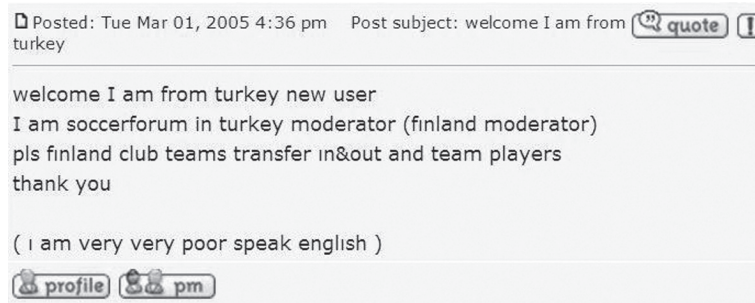 Posted: Tue Mar 01, 2005 4:36 pm Post subject: welcome I am from turkey
quote
welcome I am from turkey new user
I am soccerforum in turkey moderator (fınland moderator)
pls fınland club teams transfer ın&out and team players
thank you
( ı am very very poor speak englısh )
profile pm